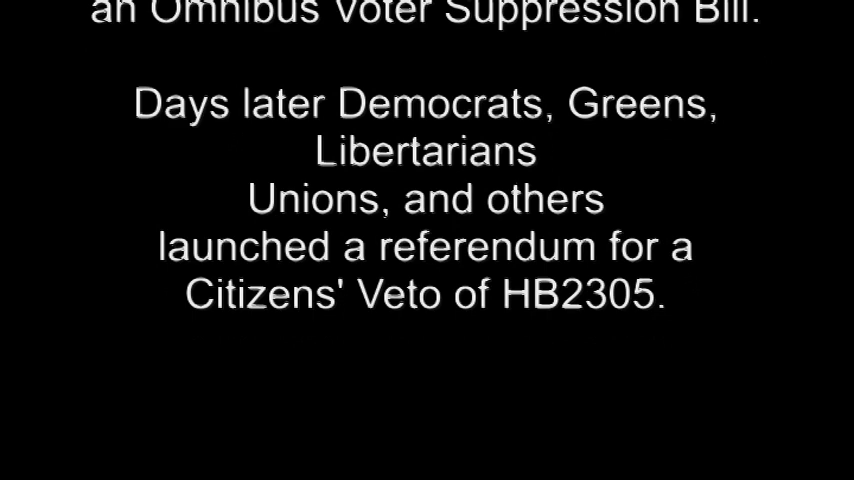 an Omnibus Voter Suppression Bill.
Days later Democrats, Greens,
Libertarians
Unions, and others
launched a referendum for a
Citizens' Veto of HB2305.